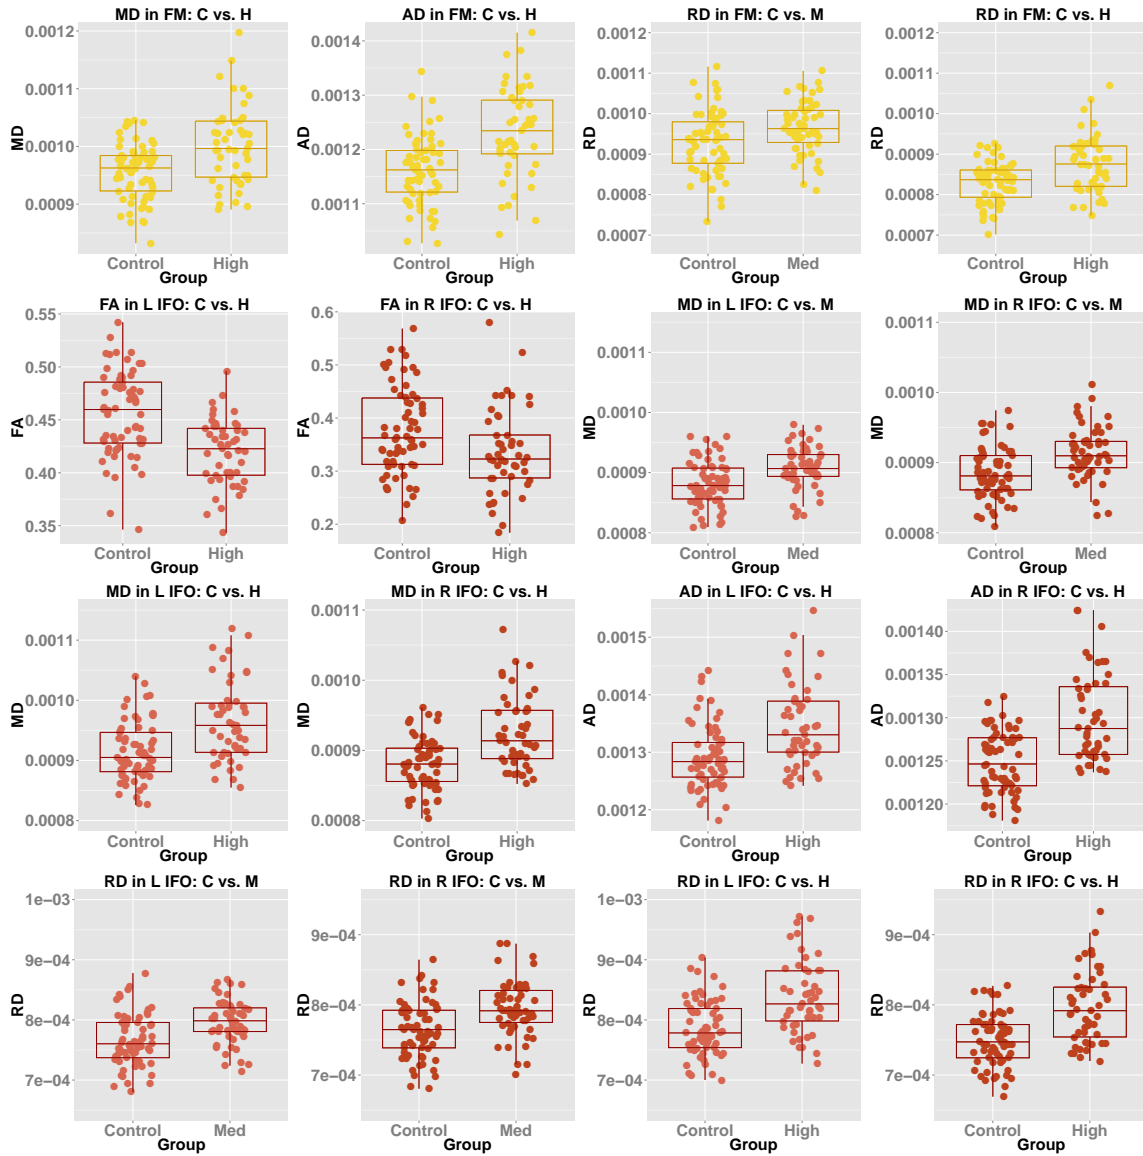 MD in FM: C vs. H
AD in FM: C vs. H
RD in FM: C vs. M
RD in FM: C vs. H
0.0012
0.0011
0.0010
0.0009
MD
Control High
Group
0.0014
0.0013
0.0012
0.0011
AD
Control High
Group
0.0012
0.0011
0.0010
0.0009
0.0008
0.0007
RD
Control Med
Group
0.0012
0.0011
0.0010
0.0009
0.0008
0.0007
RD
Control High
Group
FA in L IFO: C vs. H
FA in R IFO: C vs. H
MD in L IFO: C vs. M
MD in R IFO: C vs. M
0.55
0.50
0.45
0.40
0.35
FA
Control High
Group
0.6
0.5
0.4
0.3
0.2
FA
Control High
Group
0.0011
0.0010
0.0009
0.0008
MD
Control Med
Group
0.0011
0.0010
0.0009
0.0008
MD
Control Med
Group
MD in L IFO: C vs. H
MD in R IFO: C vs. H
AD in L IFO: C vs. H
AD in R IFO: C vs. H
0.0011
0.0010
0.0009
0.0008
MD
Control High
Group
0.0011
0.0010
0.0009
0.0008
MD
Control High
Group
0.0015
0.0014
0.0013
0.0012
AD
Control High
Group
0.00140
0.00135
0.00130
0.00125
0.00120
AD
Control High
Group
RD in L IFO: C vs. M
RD in R IFO: C vs. M
RD in L IFO: C vs. H
RD in R IFO: C vs. H
1e−03
9e−04
8e−04
7e−04
RD
Control Med
Group
9e−04
8e−04
7e−04
RD
Control Med
Group
1e−03
9e−04
8e−04
7e−04
RD
Control High
Group
9e−04
8e−04
7e−04
RD
Control High
Group